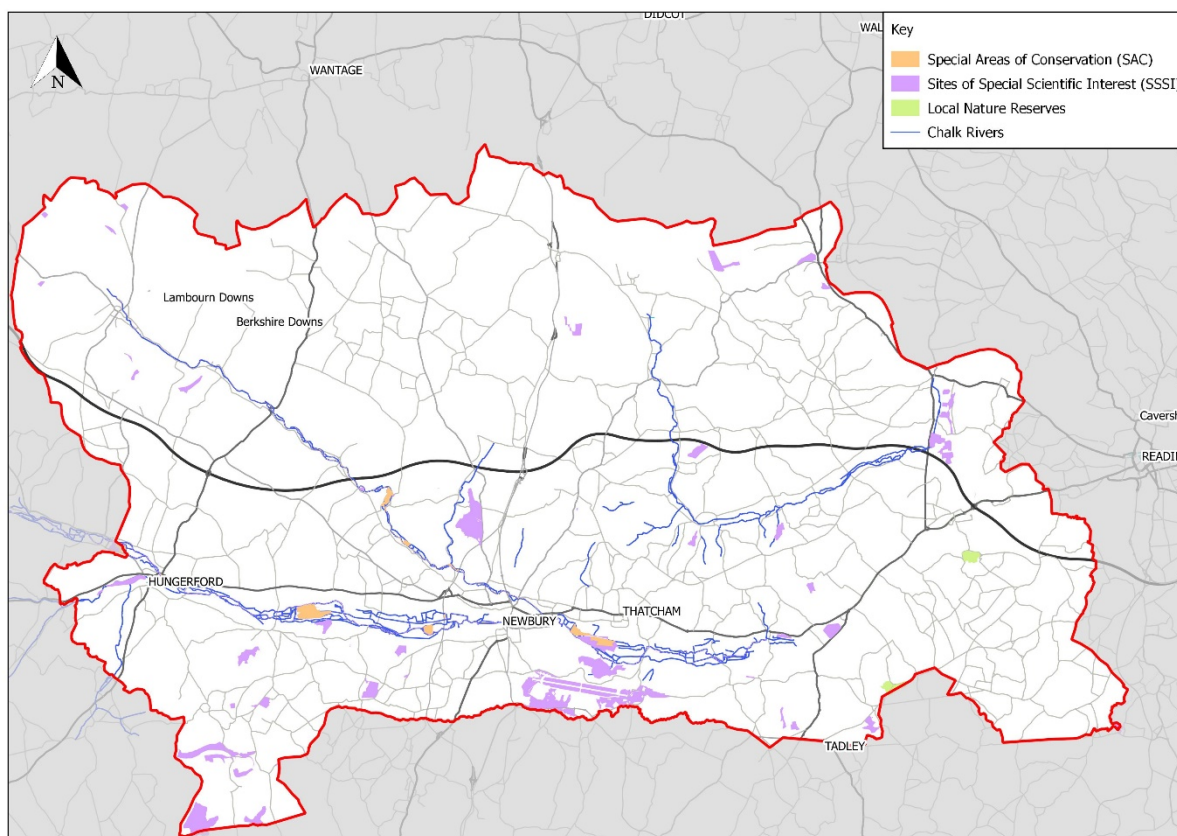 DIDCOT
WAL
Key
Special Areas of Conservation (SAC)
Sites of Special Scientific Interest (SSSI)
Local Nature Reserves
Chalk Rivers
N
WANTAGE
Lambourn Downs
Berkshire Downs
Caversh
READI
HUNGERFORD
THATCHAM
NEWBURY
TADLEY